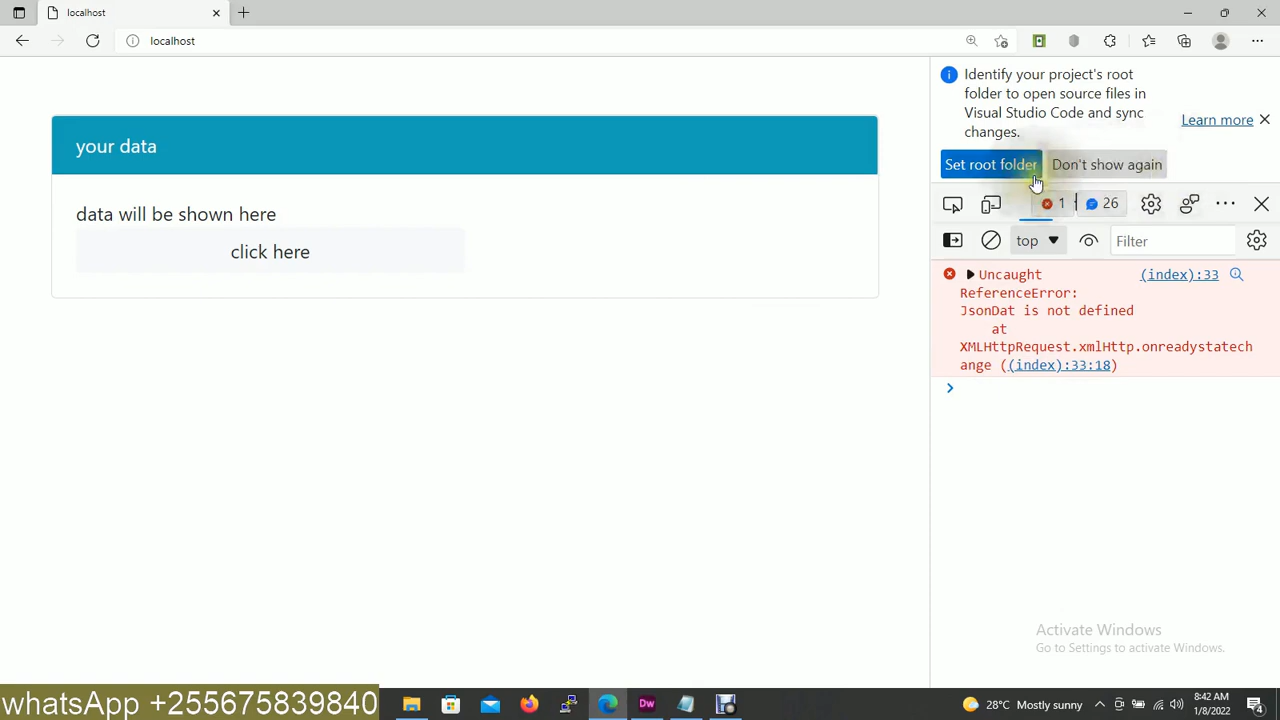 localhost
localhost
your data
data will be shown here
click here
Identify your project's root
folder to open source files in
Visual Studio Code and sync
changes.
Learn more
Set root folder
Don't show again
1
26
top
Filter
Uncaught (index):33
ReferenceError:
JsonDat is not defined
at
XMLHttpRequest.xmlHttp.onreadystatech
ange ((index):33:18)
Activate Windows
Go to Settings to activate Windows.
whatsApp +255675839840
Dw
28°C Mostly sunny
8:42 AM
1/8/2022
4